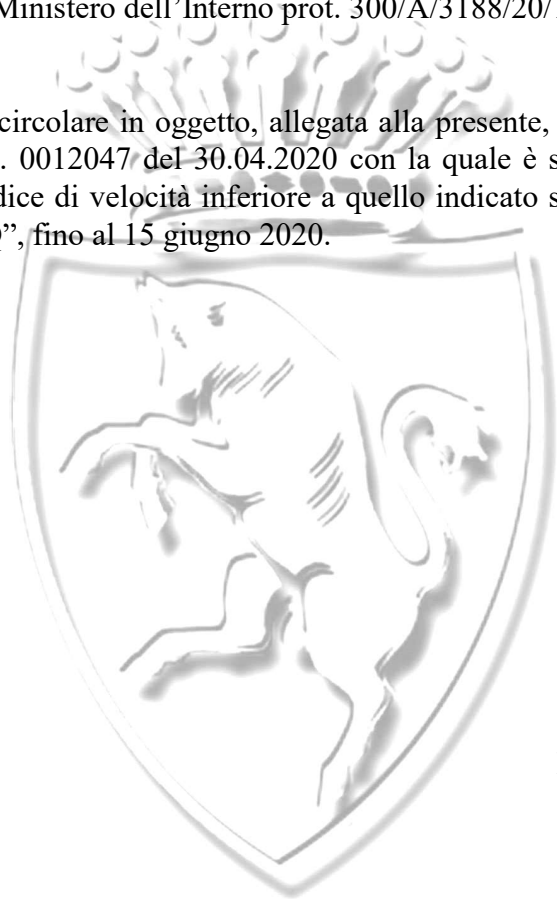 Ministero dell’Interno prot. 300/A/3188/20/
circolare in oggetto, allegata alla presente,
. 0012047 del 30.04.2020 con la quale è s
dice di velocità inferiore a quello indicato s
”, fino al 15 giugno 2020.